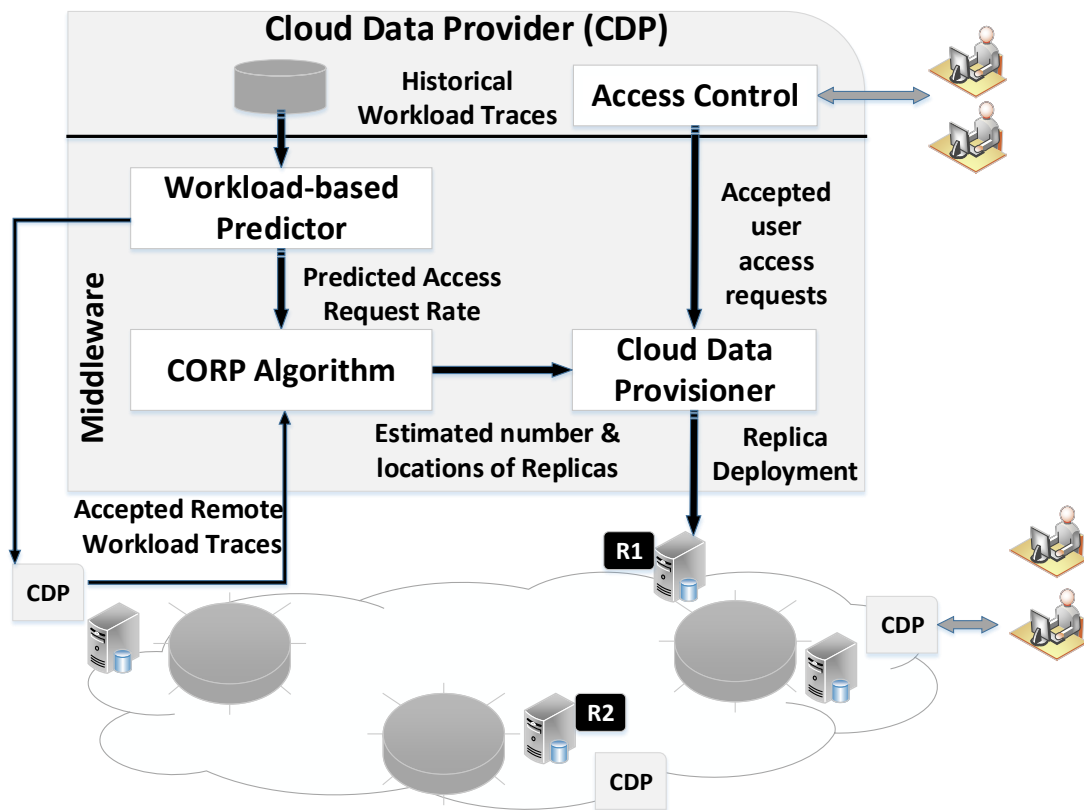 Cloud Data Provider (CDP)
Historical
Workload Traces
Access Control
Workload-based
Predictor
Accepted
user
access
requests
Predicted Access
Request Rate
Middleware
CORP Algorithm
Cloud Data
Provisioner
Estimated number &
locations of Replicas
Replica
Deployment
Accepted Remote
Workload Traces
R1
CDP
CDP
R2
CDP